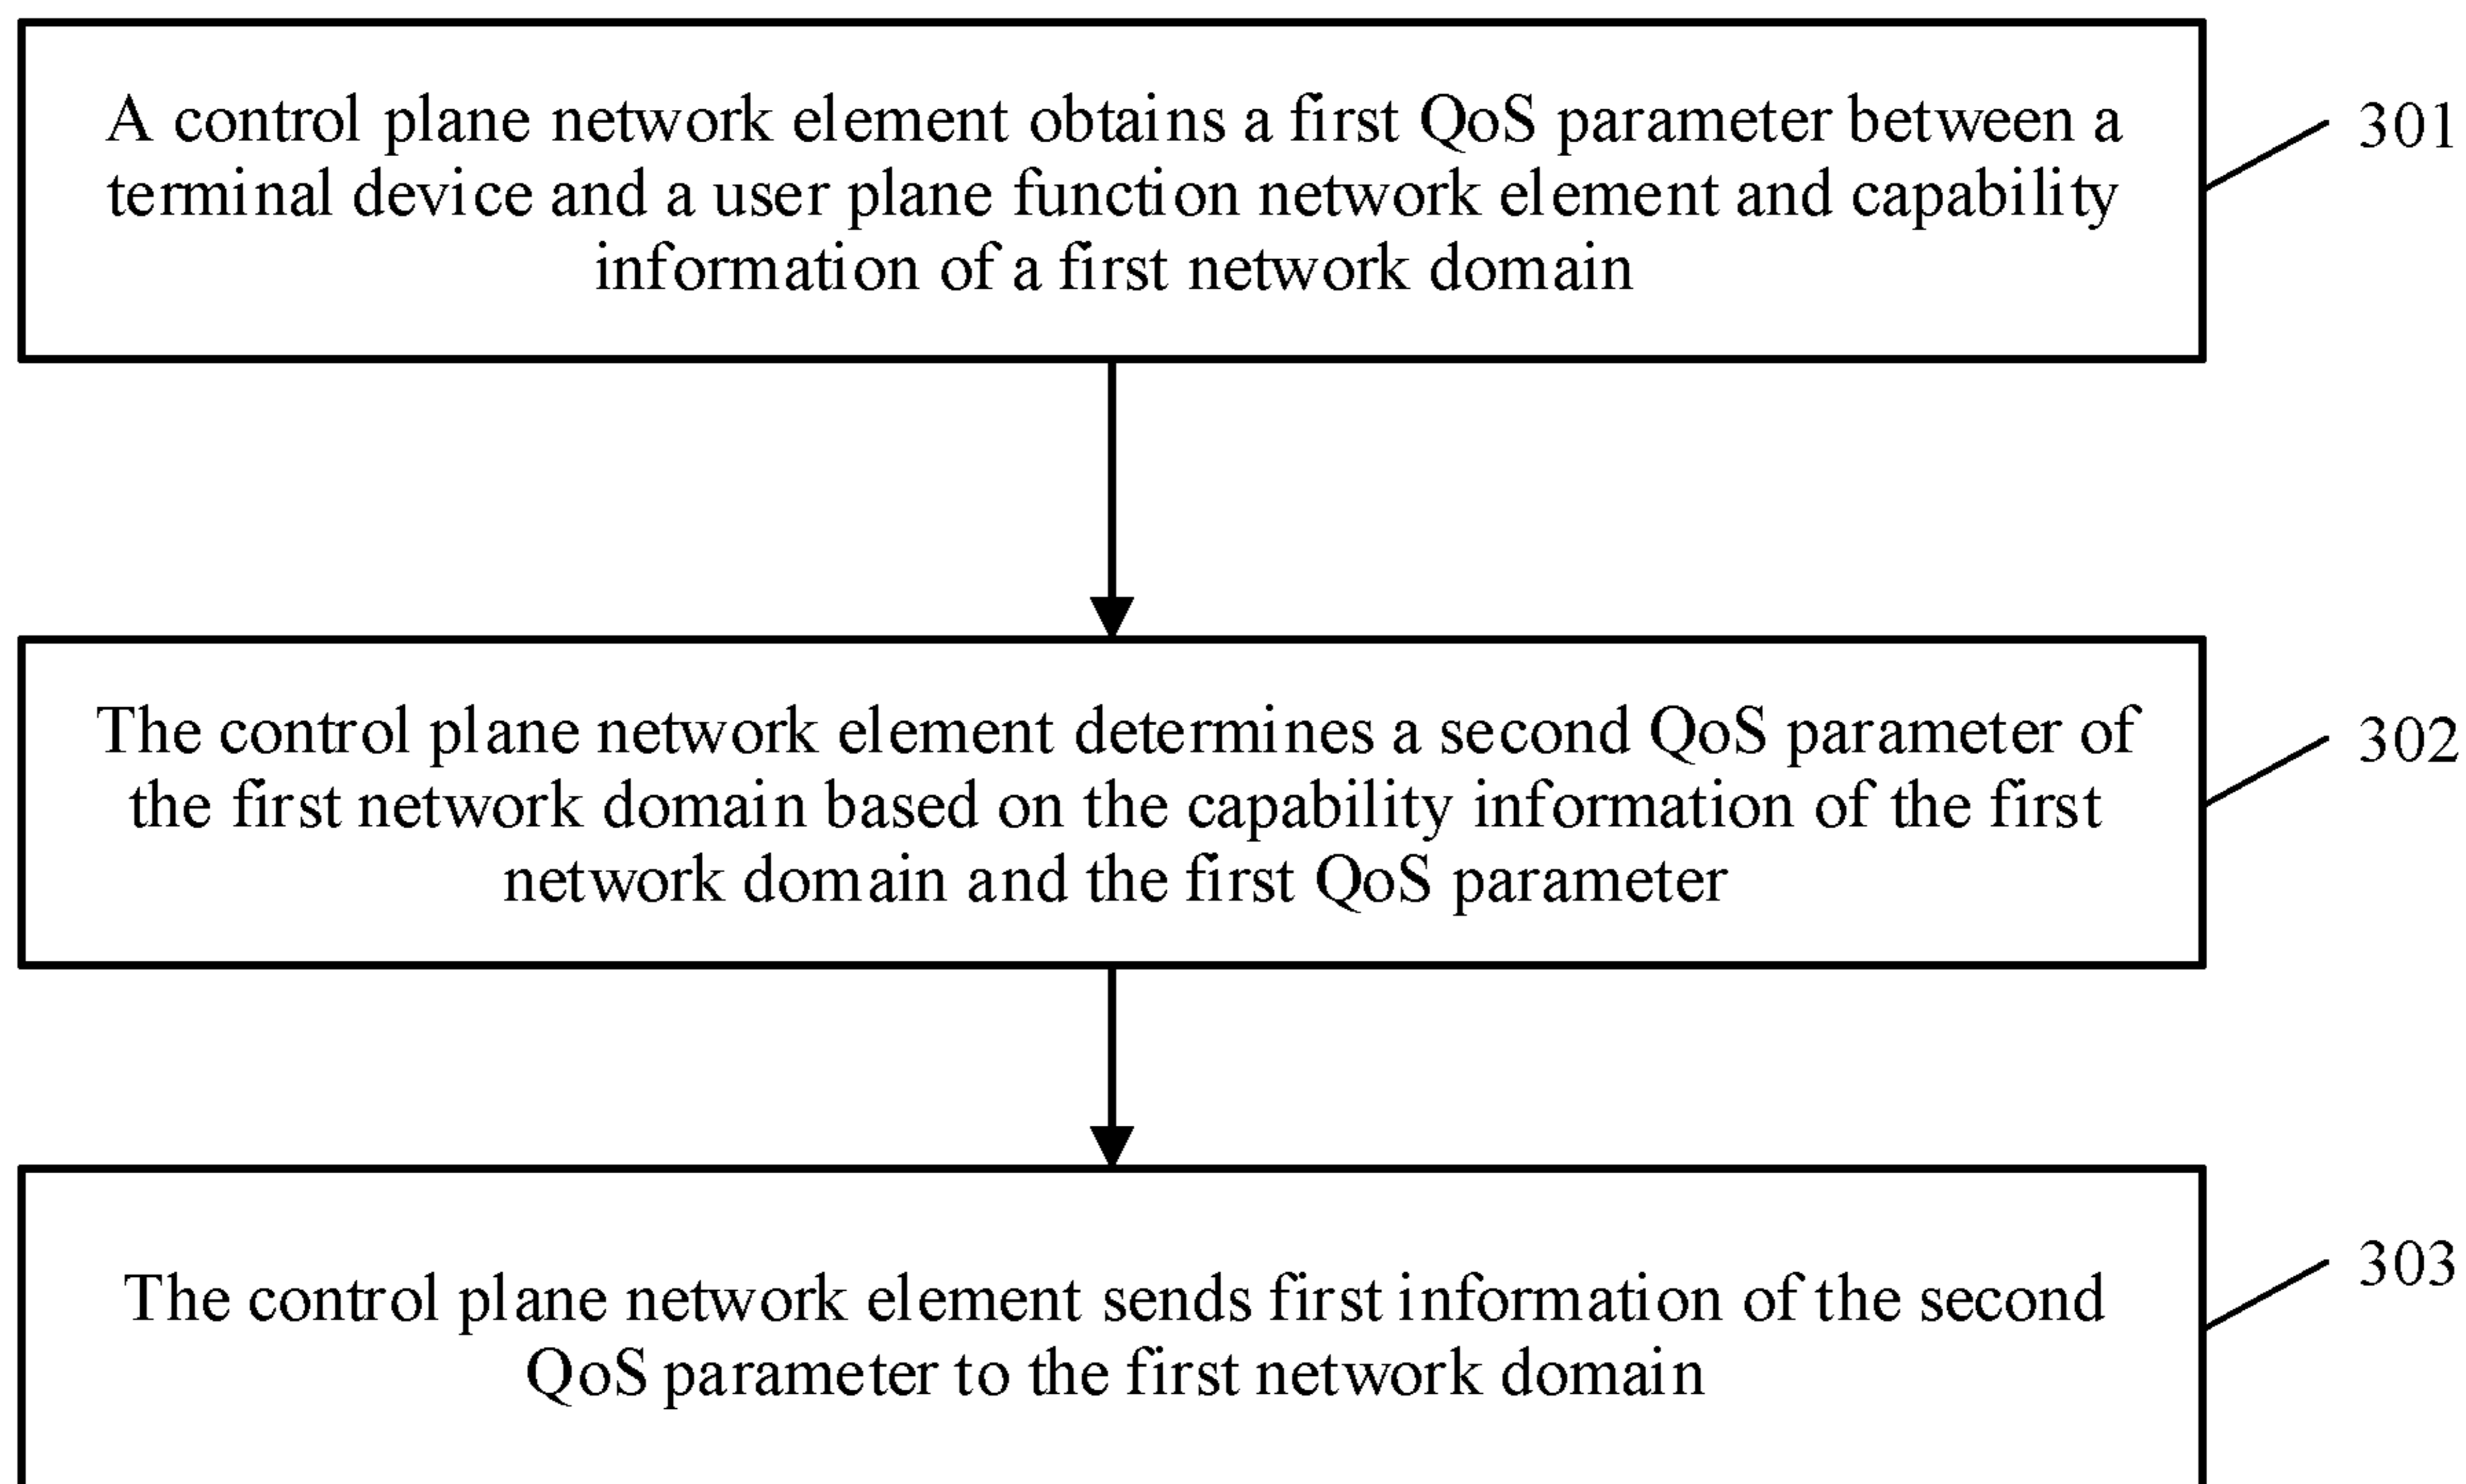 A control plane network element obtains a first QoS parameter between a
terminal device and a user plane function network element and capability
information of a first network domain
301
The control plane network element determines a second QoS parameter of
the first network domain based on the capability information of the first
network domain and the first QoS parameter
302
The control plane network element sends first information of the second
QoS parameter to the first network domain
303